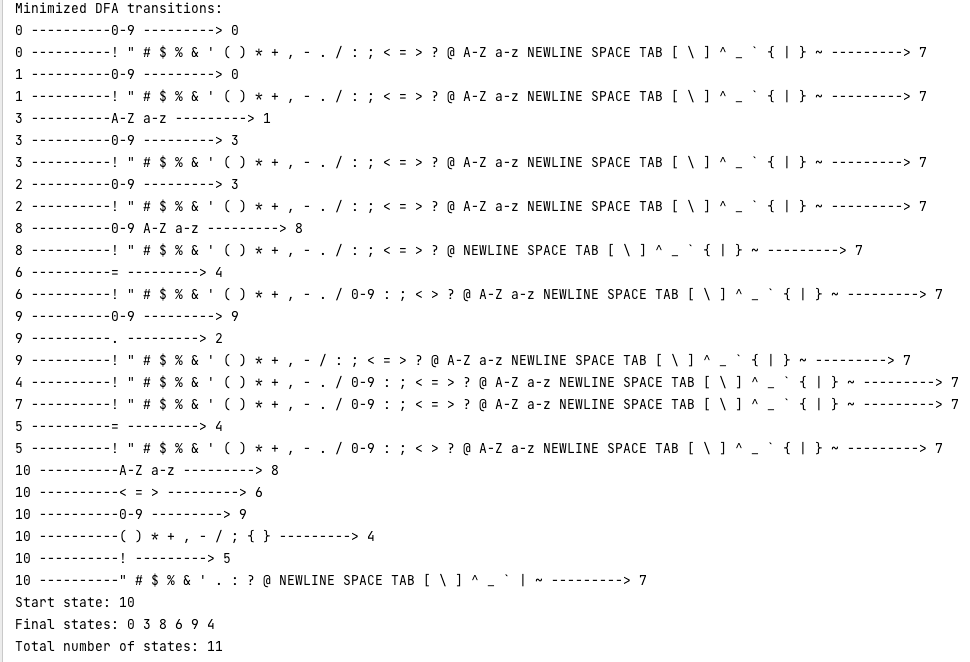 Minimized DFA transitions:
0 ----------0-9 ---------> 0
0 ----------! " # $ % & ' ( ) * + , - . / : ; < = > ? @ A-Z a-z NEWLINE SPACE TAB [ \ ] ^ _ ` { | } ~ ---------> 7
1 ----------0-9 ---------> 0
1 ----------! " # $ % & ' ( ) * + , - . / : ; < = > ? @ A-Z a-z NEWLINE SPACE TAB [ \ ] ^ _ ` { | } ~ ---------> 7
3 ----------A-Z a-z ---------> 1
3 ----------0-9 ---------> 3
3 ----------! " # $ % & ' ( ) * + , - . / : ; < = > ? @ A-Z a-z NEWLINE SPACE TAB [ \ ] ^ _ ` { | } ~ ---------> 7
2 ----------0-9 ---------> 3
2 ----------! " # $ % & ' ( ) * + , - . / : ; < = > ? @ A-Z a-z NEWLINE SPACE TAB [ \ ] ^ _ ` { | } ~ ---------> 7
8 ----------0-9 A-Z a-z ---------> 8
8 ----------! " # $ % & ' ( ) * + , - . / : ; < = > ? @ NEWLINE SPACE TAB [ \ ] ^ _ ` { | } ~ ---------> 7
6 ----------= ---------> 4
6 ----------! " # $ % & ' ( ) * + , - . / 0-9 : ; < > ? @ A-Z a-z NEWLINE SPACE TAB [ \ ] ^ _ ` { | } ~ ---------> 7
9 ----------0-9 ---------> 9
9 ----------. ---------> 2
9 ----------! " # $ % & ' ( ) * + , - / : ; < = > ? @ A-Z a-z NEWLINE SPACE TAB [ \ ] ^ _ ` { | } ~ ---------> 7
4 ----------! " # $ % & ' ( ) * + , - . / 0-9 : ; < = > ? @ A-Z a-z NEWLINE SPACE TAB [ \ ] ^ _ ` { | } ~ ---------> 7
7 ----------! " # $ % & ' ( ) * + , - . / 0-9 : ; < = > ? @ A-Z a-z NEWLINE SPACE TAB [ \ ] ^ _ ` { | } ~ ---------> 7
5 ----------= ---------> 4
5 ----------! " # $ % & ' ( ) * + , - . / 0-9 : ; < > ? @ A-Z a-z NEWLINE SPACE TAB [ \ ] ^ _ ` { | } ~ ---------> 7
10 ----------A-Z a-z ---------> 8
10 ----------< = > ---------> 6
10 ----------0-9 ---------> 9
10 ----------( ) * + , - / ; { } ---------> 4
10 ----------! ---------> 5
10 ----------" # $ % & ' . : ? @ NEWLINE SPACE TAB [ \ ] ^ _ ` | ~ ---------> 7
Start state: 10
Final states: 0 3 8 6 9 4
Total number of states: 11